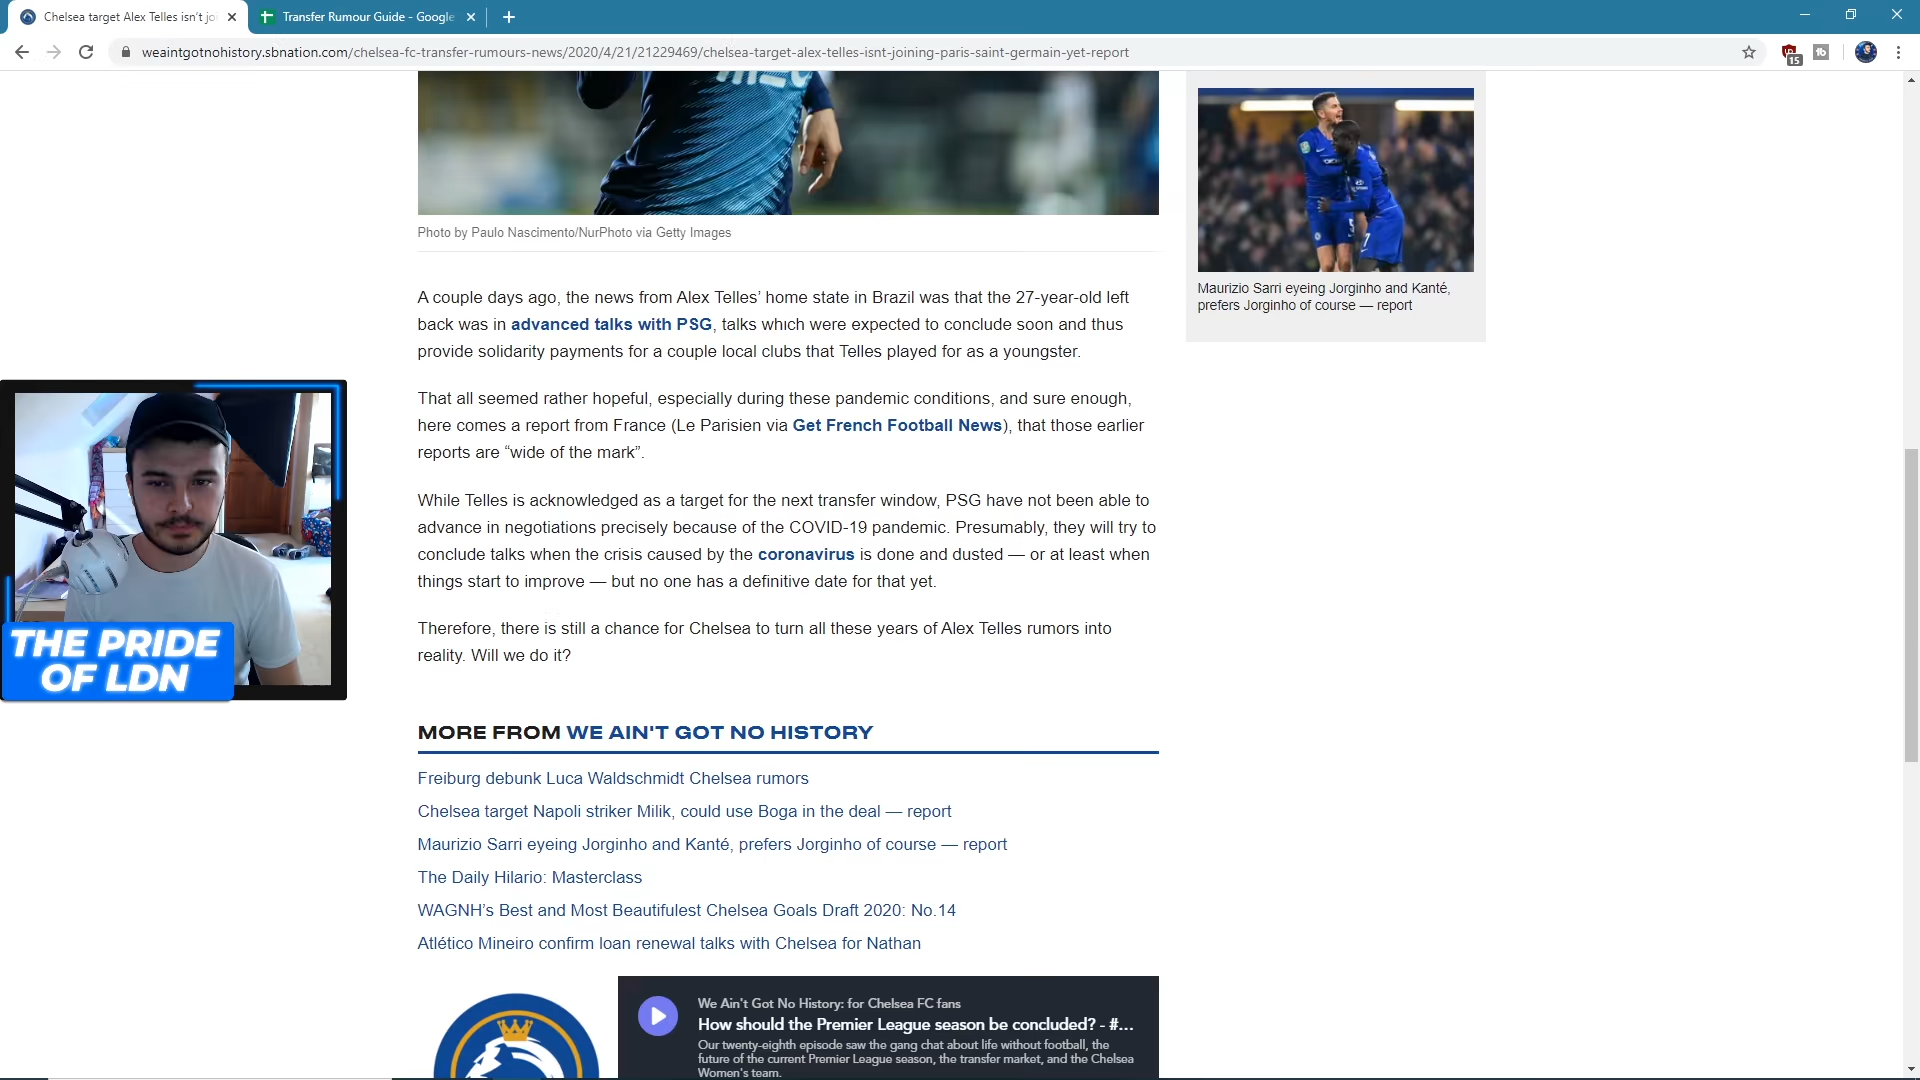 Chelsea target Alex Telles isn't jo
Transfer Rumour Guide - Google
weaintgotnohistory.sbnation.com/chelsea-fc-transfer-rumours-news/2020/4/21/21229469/chelsea-target-alex-telles-isnt-joining-paris-saint-germain-yet-report
15
Photo by Paulo Nascimento/NurPhoto via Getty Images
Maurizio Sarri eyeing Jorginho and Kanté,
prefers Jorginho of course — report
A couple days ago, the news from Alex Telles’ home state in Brazil was that the 27-year-old left
back was in advanced talks with PSG, talks which were expected to conclude soon and thus
provide solidarity payments for a couple local clubs that Telles played for as a youngster.
That all seemed rather hopeful, especially during these pandemic conditions, and sure enough,
here comes a report from France (Le Parisien via Get French Football News), that those earlier
reports are “wide of the mark”.
While Telles is acknowledged as a target for the next transfer window, PSG have not been able to
advance in negotiations precisely because of the COVID-19 pandemic. Presumably, they will try to
conclude talks when the crisis caused by the coronavirus is done and dusted — or at least when
things start to improve — but no one has a definitive date for that yet.
Therefore, there is still a chance for Chelsea to turn all these years of Alex Telles rumors into
reality. Will we do it?
THE PRIDE
OF LDN
MORE FROM WE AIN'T GOT NO HISTORY
Freiburg debunk Luca Waldschmidt Chelsea rumors
Chelsea target Napoli striker Milik, could use Boga in the deal — report
Maurizio Sarri eyeing Jorginho and Kanté, prefers Jorginho of course — report
The Daily Hilario: Masterclass
WAGNH’s Best and Most Beautifulest Chelsea Goals Draft 2020: No.14
Atlético Mineiro confirm loan renewal talks with Chelsea for Nathan
We Ain't Got No History: for Chelsea FC fans
How should the Premier League season be concluded? - #...
Our twenty-eighth episode saw the gang chat about life without football, the
future of the current Premier League season, the transfer market, and the Chelsea
Women's team.